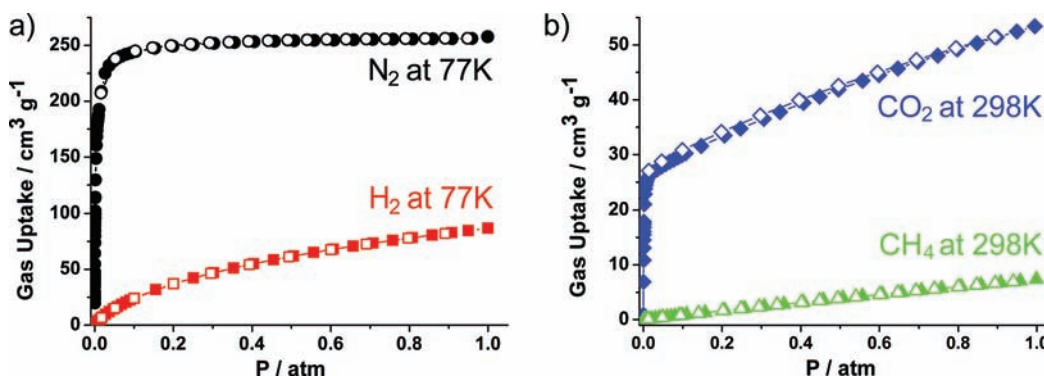 a)
Gas Uptake / cm³ g⁻¹
250
200
150
100
50
0
N₂ at 77K
H₂ at 77K
0.0 0.2 0.4 0.6 0.8 1.0
P / atm
b)
Gas Uptake / cm³ g⁻¹
50
40
30
20
10
0
CO₂ at 298K
CH₄ at 298K
0.0 0.2 0.4 0.6 0.8 1.0
P / atm